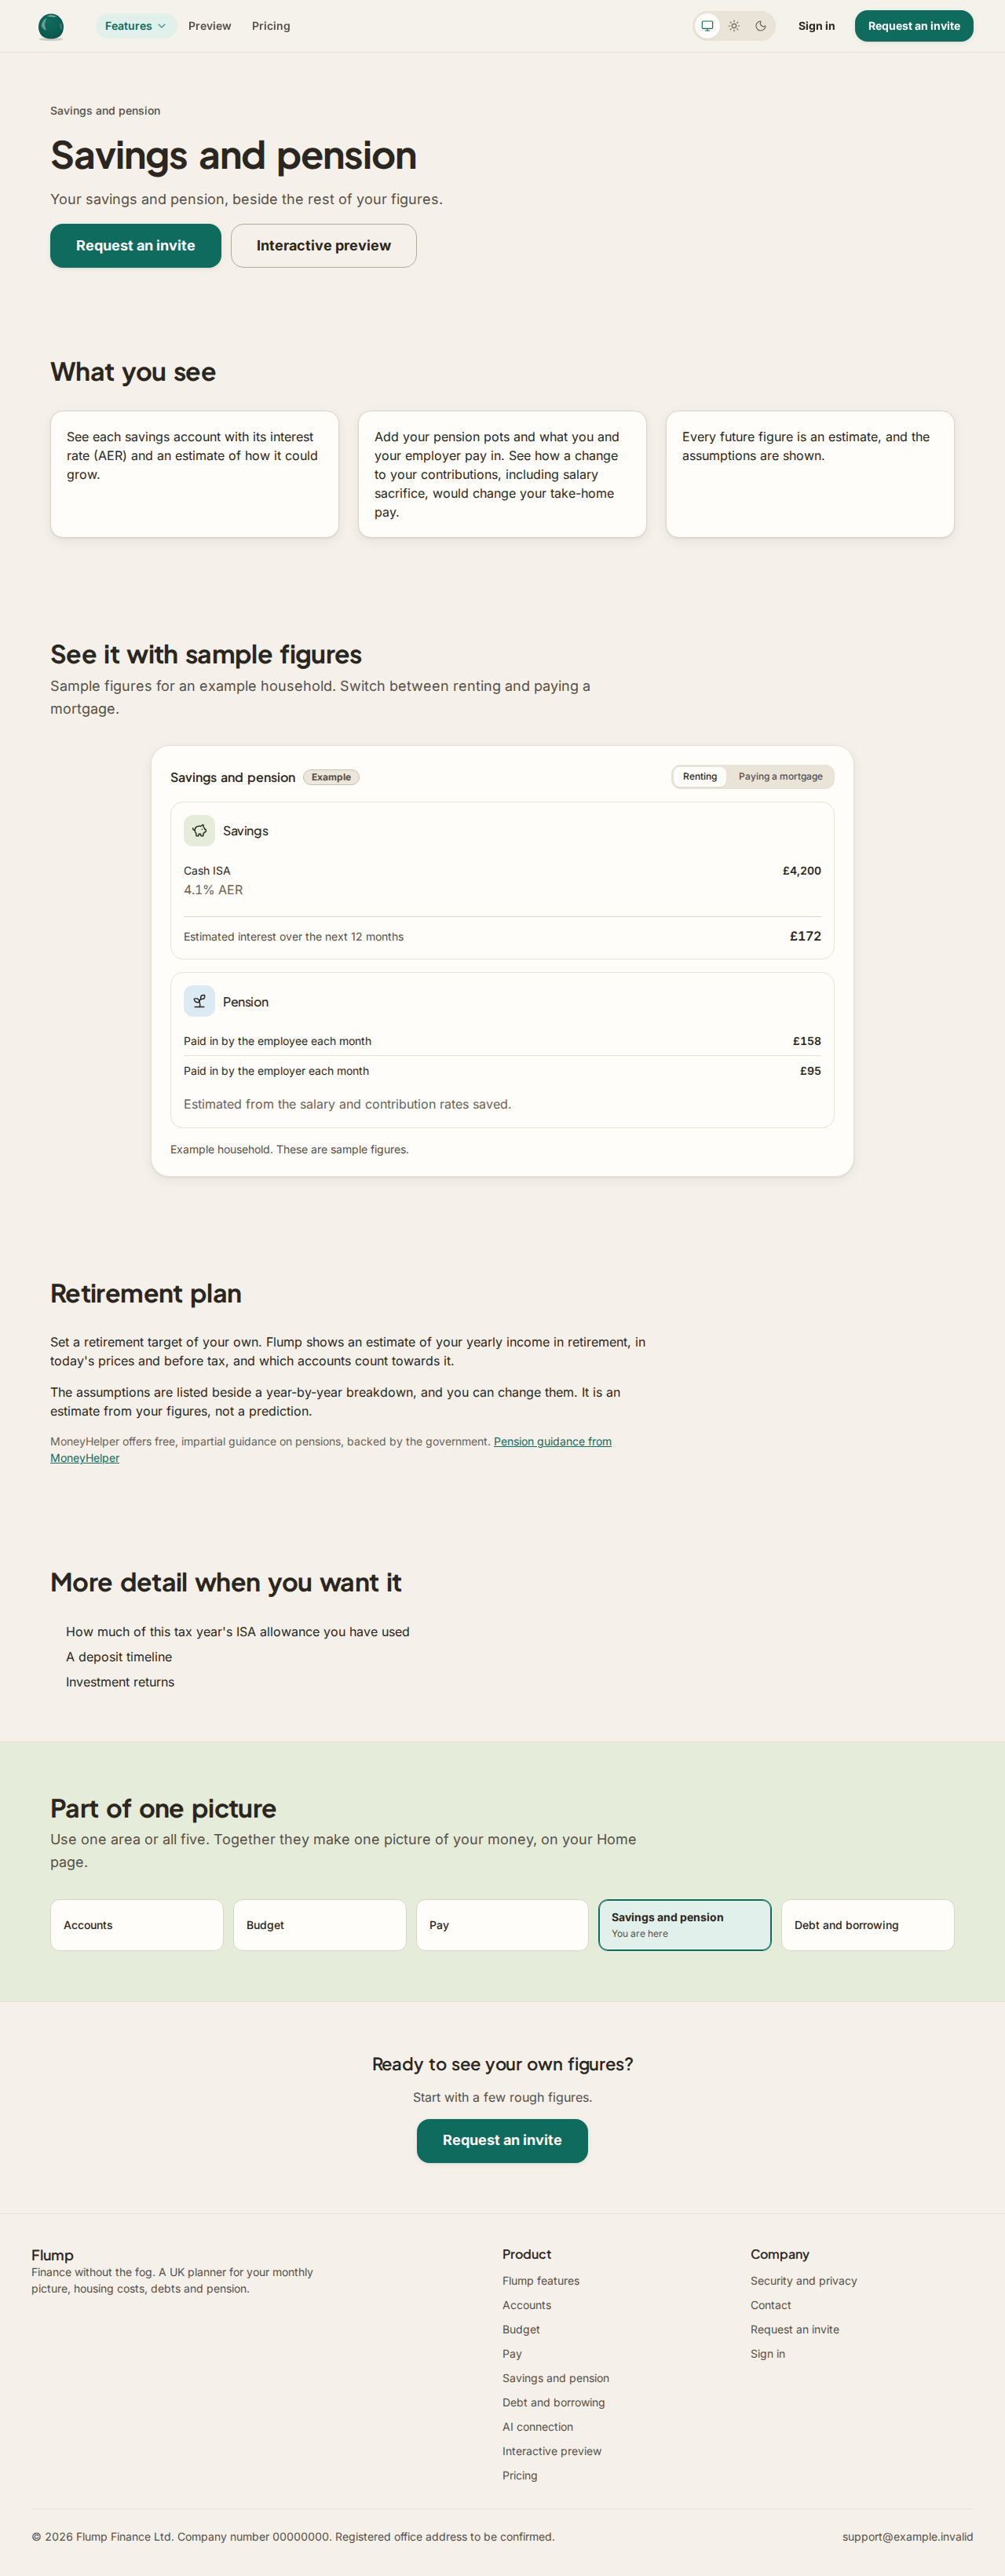 Features
Preview
Pricing
Sign in
Request an invite
Savings and pension
Savings and pension
Your savings and pension, beside the rest of your figures.
Request an invite
Interactive preview
What you see
See each savings account with its interest
rate (AER) and an estimate of how it could
grow.
Add your pension pots and what you and
your employer pay in. See how a change
to your contributions, including salary
sacrifice, would change your take-home
pay.
Every future figure is an estimate, and the
assumptions are shown.
See it with sample figures
Sample figures for an example household. Switch between renting and paying a
mortgage.
Savings and pension
Example
Renting
Paying a mortgage
Savings
Cash ISA
£4,200
4.1% AER
Estimated interest over the next 12 months
£172
Pension
Paid in by the employee each month
£158
Paid in by the employer each month
£95
Estimated from the salary and contribution rates saved.
Example household. These are sample figures.
Retirement plan
Set a retirement target of your own. Flump shows an estimate of your yearly income in retirement, in
today's prices and before tax, and which accounts count towards it.
The assumptions are listed beside a year-by-year breakdown, and you can change them. It is an
estimate from your figures, not a prediction.
MoneyHelper offers free, impartial guidance on pensions, backed by the government. Pension guidance from
MoneyHelper
More detail when you want it
How much of this tax year's ISA allowance you have used
A deposit timeline
Investment returns
Part of one picture
Use one area or all five. Together they make one picture of your money, on your Home
page.
Accounts
Budget
Pay
Savings and pension
You are here
Debt and borrowing
Ready to see your own figures?
Start with a few rough figures.
Request an invite
Flump
Finance without the fog. A UK planner for your monthly
picture, housing costs, debts and pension.
Product
Flump features
Accounts
Budget
Pay
Savings and pension
Debt and borrowing
AI connection
Interactive preview
Pricing
Company
Security and privacy
Contact
Request an invite
Sign in
© 2026 Flump Finance Ltd. Company number 00000000. Registered office address to be confirmed.
support@example.invalid